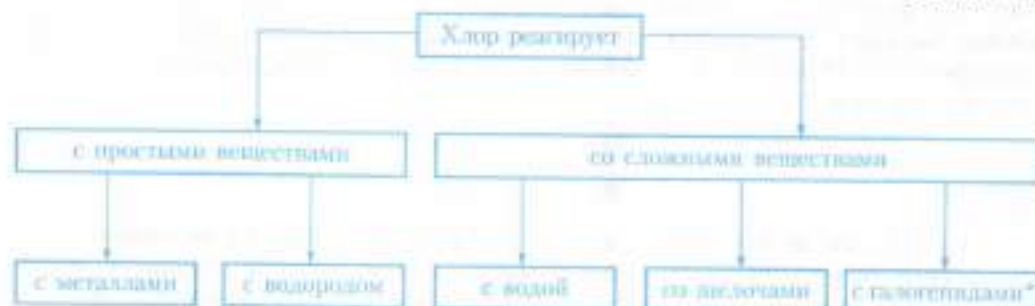 Хлор реагирует
с простыми веществами
со сложными веществами
с металлами
с водородом
с водой
со щелочами
с галогенидами